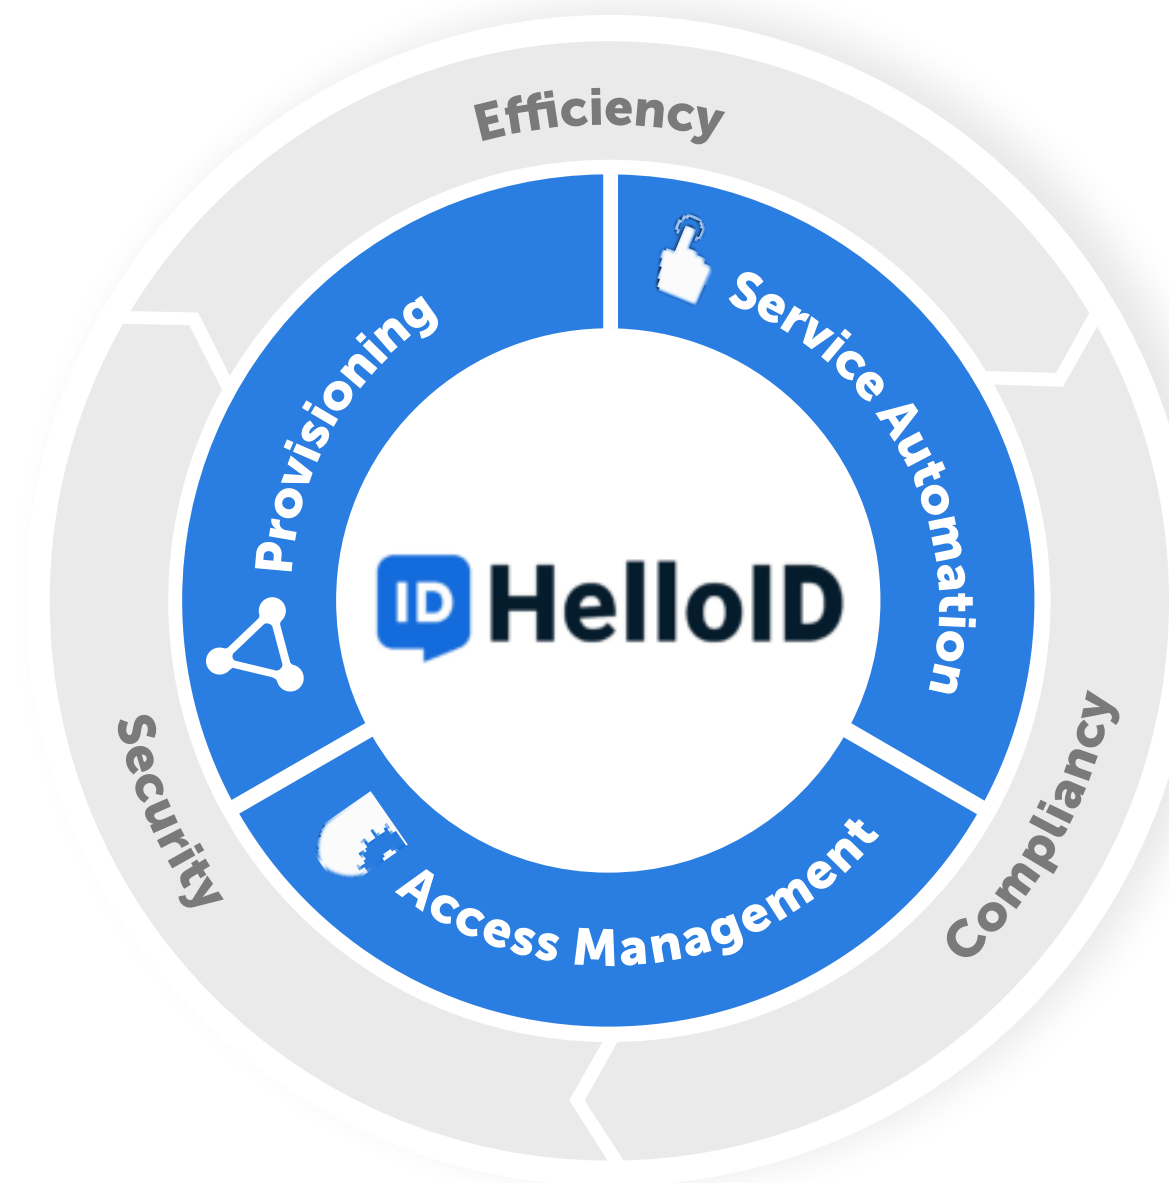 Efficiency
Service Automation
Provisioning
ID HelloID
Security
Compliancy
Access Management